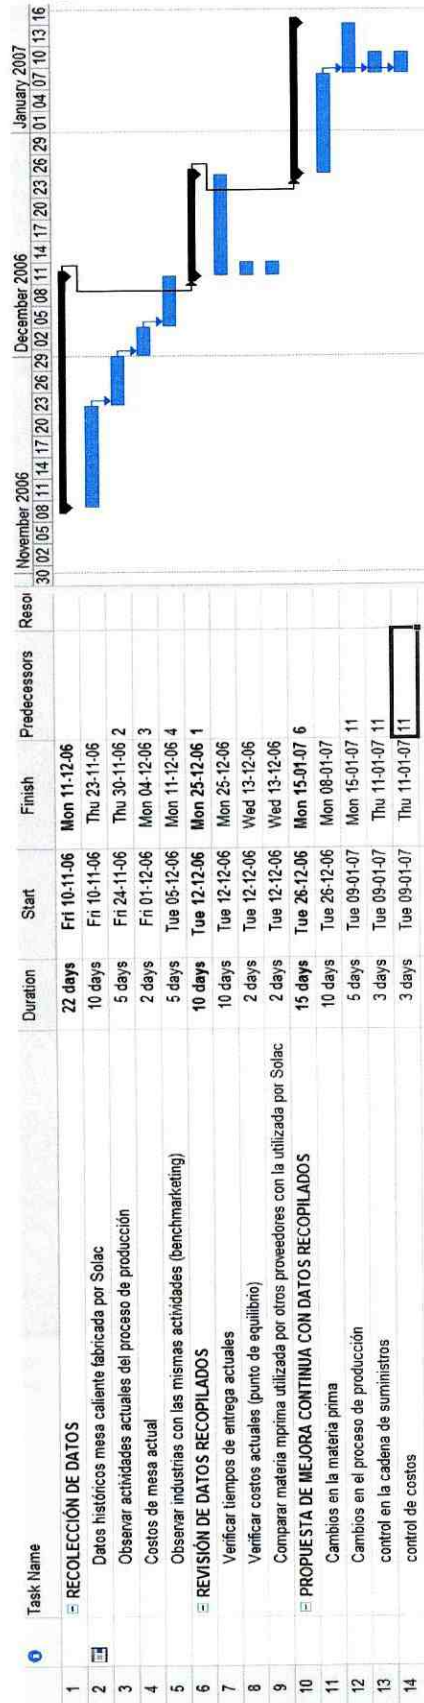 Task Name Duration Start Finish Predecessors Resou
1 RECOLECCIÓN DE DATOS 22 days Fri 10-11-06 Mon 11-12-06
2 Datos históricos mesa caliente fabricada por Solac 10 days Fri 10-11-06 Thu 23-11-06
3 Observar actividades actuales del proceso de producción 5 days Fri 24-11-06 Thu 30-11-06 2
4 Costos de mesa actual 2 days Fri 01-12-06 Mon 04-12-06 3
5 Observar industrias con las mismas actividades (benchmarketing) 5 days Tue 05-12-06 Mon 11-12-06 4
6 REVISIÓN DE DATOS RECOPILADOS 10 days Tue 12-12-06 Mon 25-12-06 1
7 Verificar tiempos de entrega actuales 10 days Tue 12-12-06 Mon 25-12-06
8 Verificar costos actuales (punto de equilibrio) 2 days Tue 12-12-06 Wed 13-12-06
9 Comparar materia mprima utilizada por otros proveedores con la utilizada por Solac 2 days Tue 12-12-06 Wed 13-12-06
10 PROPUESTA DE MEJORA CONTINUA CON DATOS RECOPILADOS 15 days Tue 26-12-06 Mon 15-01-07 6
11 Cambios en la materia prima 10 days Tue 26-12-06 Mon 08-01-07
12 Cambios en el proceso de producción 5 days Tue 09-01-07 Mon 15-01-07 11
13 control en la cadena de suministros 3 days Tue 09-01-07 Thu 11-01-07 11
14 control de costos 3 days Tue 09-01-07 Thu 11-01-07 11
November 2006 December 2006 January 2007
30 02 05 08 11 14 17 20 23 26 29 02 05 08 11 14 17 20 23 26 29 01 04 07 10 13 16